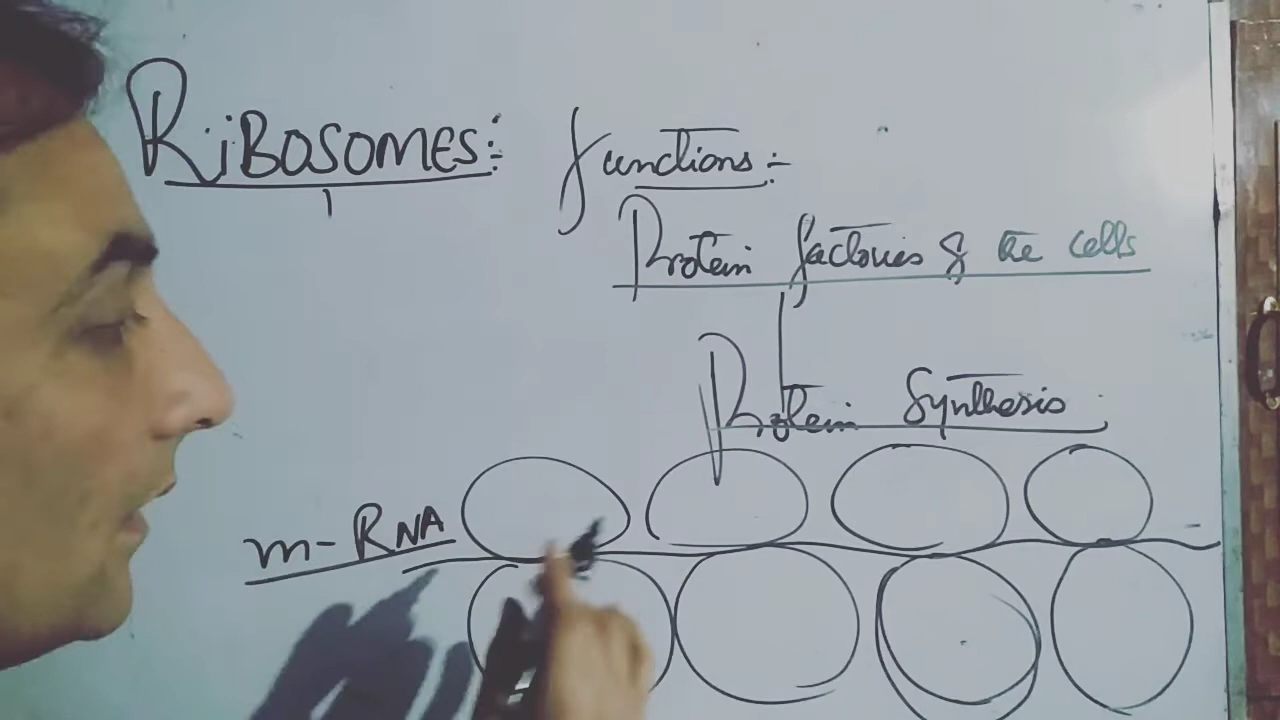 RiBOSOMES:- functions:-
Protein factories of the cells
Protein Synthesis
m-RNA